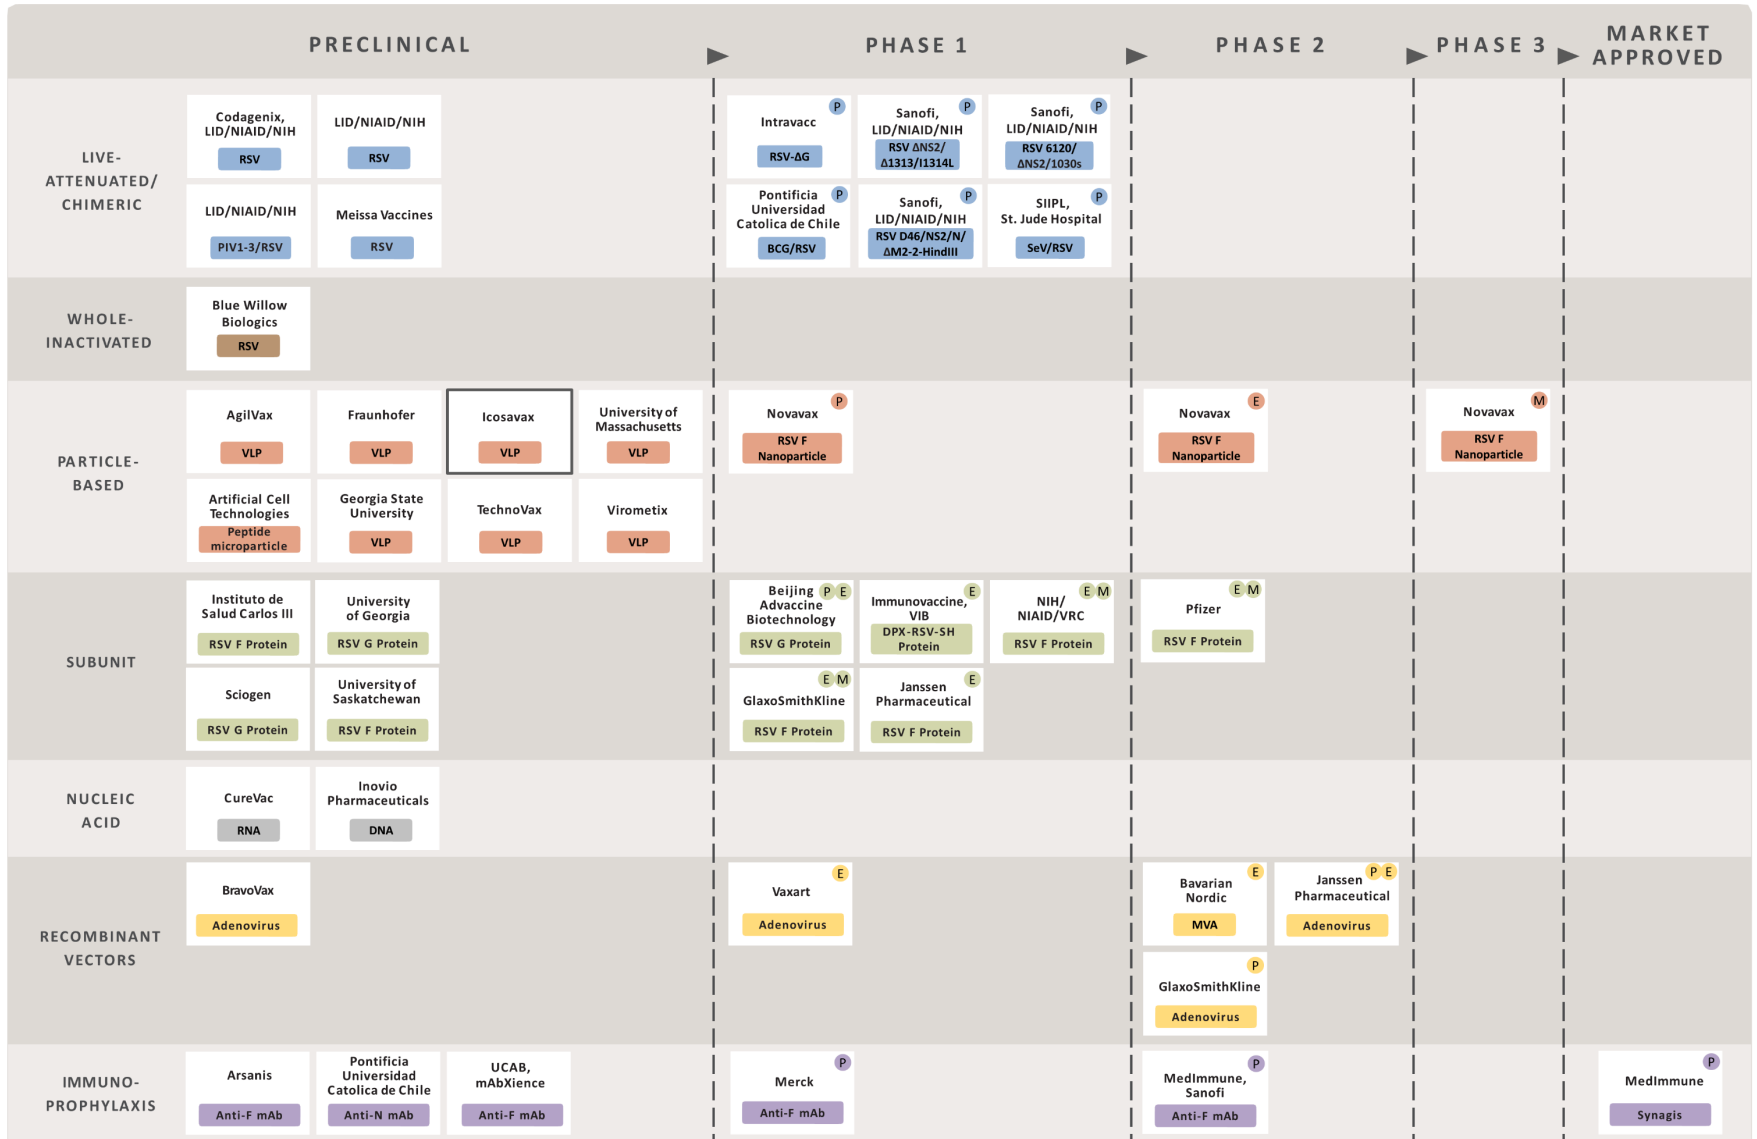 PRECLINICAL
PHASE 1
PHASE 2
PHASE 3
MARKET
APPROVED
LIVE-
ATTENUATED/
CHIMERIC
Codagenix,
LID/NIAID/NIH
RSV
LID/NIAID/NIH
RSV
LID/NIAID/NIH
PIV1-3/RSV
Meissa Vaccines
RSV
P
Intravacc
RSV-ΔG
P
Sanofi,
LID/NIAID/NIH
RSV ΔNS2/
Δ1313/I1314L
P
Sanofi,
LID/NIAID/NIH
RSV 6120/
ΔNS2/1030s
P
Pontificia
Universidad
Catolica de Chile
BCG/RSV
P
Sanofi,
LID/NIAID/NIH
RSV D46/NS2/N/
ΔM2-2-HindIII
P
SIIPL,
St. Jude Hospital
SeV/RSV
WHOLE-
INACTIVATED
Blue Willow
Biologics
RSV
PARTICLE-
BASED
AgilVax
VLP
Fraunhofer
VLP
Icosavax
VLP
University of
Massachusetts
VLP
Artificial Cell
Technologies
Peptide
microparticle
Georgia State
University
VLP
TechnoVax
VLP
Virometix
VLP
P
Novavax
RSV F
Nanoparticle
E
Novavax
RSV F
Nanoparticle
M
Novavax
RSV F
Nanoparticle
SUBUNIT
Instituto de
Salud Carlos III
RSV F Protein
University
of Georgia
RSV G Protein
Sciogen
RSV G Protein
University of
Saskatchewan
RSV F Protein
P E
Beijing
Advaccine
Biotechnology
RSV G Protein
E
Immunovaccine,
VIB
DPX-RSV-SH
Protein
E M
NIH/
NIAID/VRC
RSV F Protein
E M
GlaxoSmithKline
RSV F Protein
E
Janssen
Pharmaceutical
RSV F Protein
E M
Pfizer
RSV F Protein
NUCLEIC
ACID
CureVac
RNA
Inovio
Pharmaceuticals
DNA
RECOMBINANT
VECTORS
BravoVax
Adenovirus
E
Vaxart
Adenovirus
E
Bavarian
Nordic
MVA
P E
Janssen
Pharmaceutical
Adenovirus
P
GlaxoSmithKline
Adenovirus
IMMUNO-
PROPHYLAXIS
Arsanis
Anti-F mAb
Pontificia
Universidad
Catolica de Chile
Anti-N mAb
UCAB,
mAbXience
Anti-F mAb
P
Merck
Anti-F mAb
P
MedImmune,
Sanofi
Anti-F mAb
P
MedImmune
Synagis